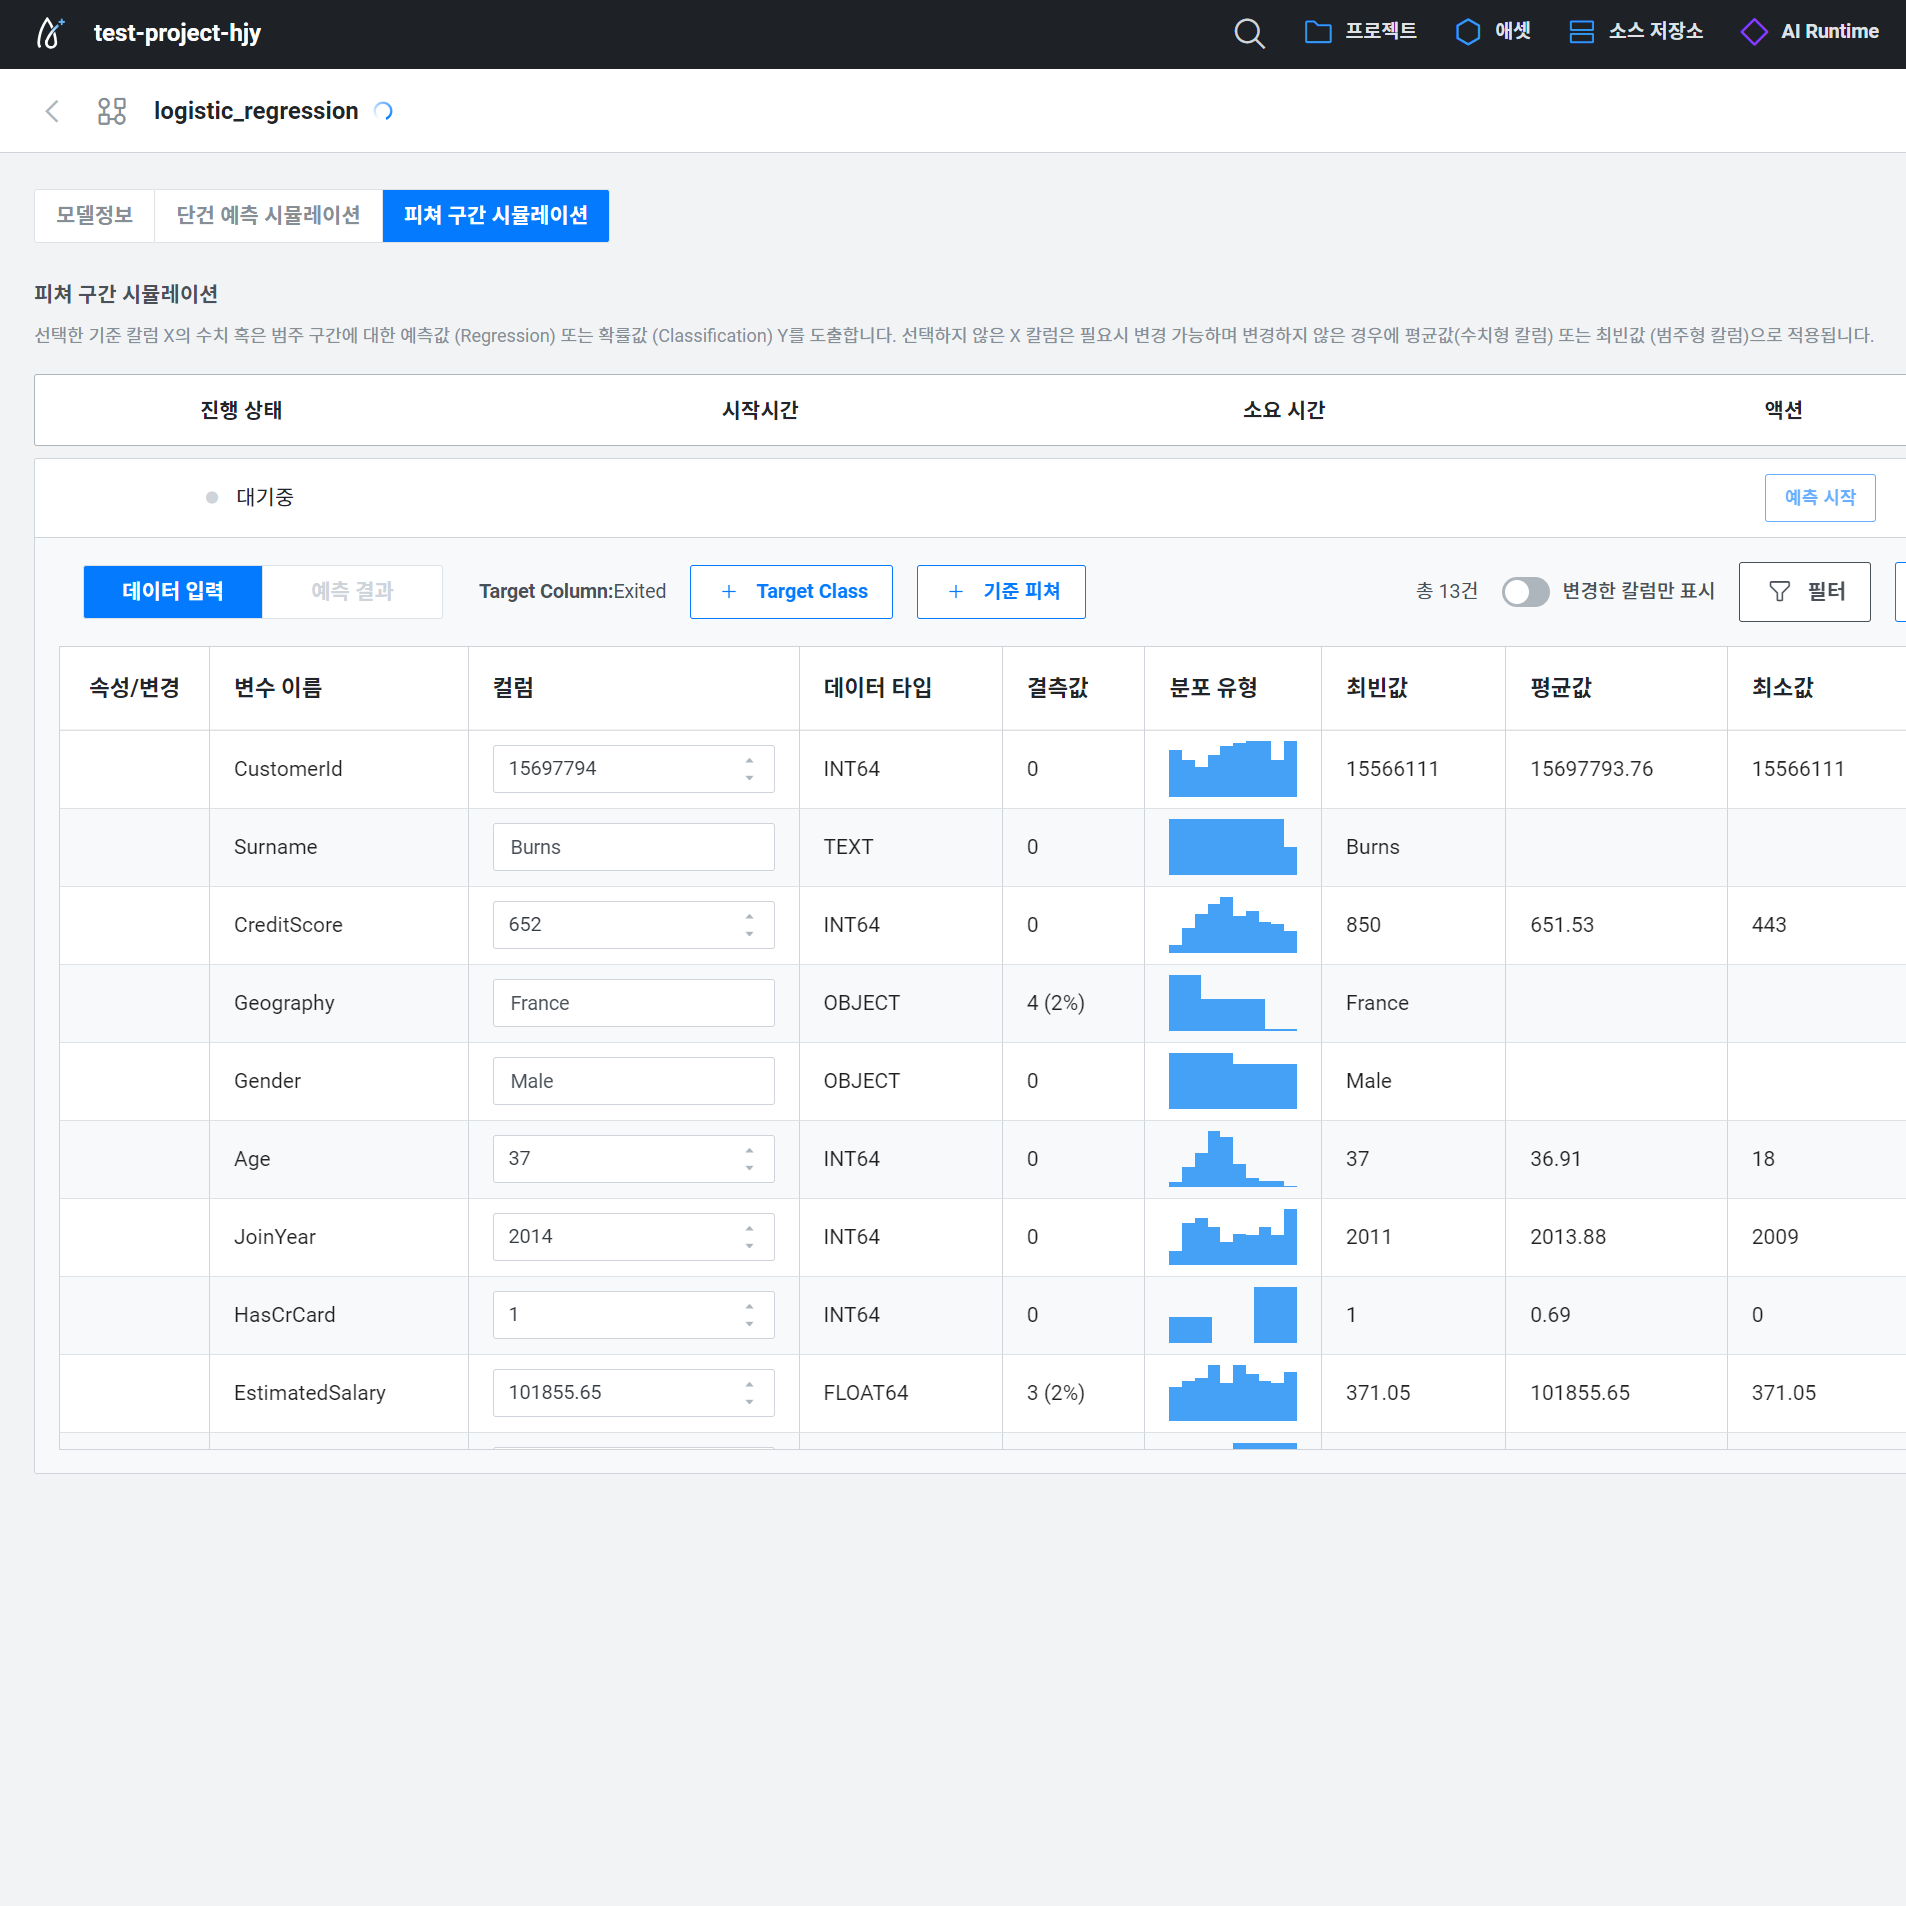 test-project-hjy 프로젝트 애셋 소스 저장소 AI Runtime
logistic_regression
모델정보 단건 예측 시뮬레이션 피쳐 구간 시뮬레이션
피쳐 구간 시뮬레이션
선택한 기준 칼럼 X의 수치 혹은 범주 구간에 대한 예측값 (Regression) 또는 확률값 (Classification) Y를 도출합니다. 선택하지 않은 X 칼럼은 필요시 변경 가능하며 변경하지 않은 경우에 평균값(수치형 칼럼) 또는 최빈값 (범주형 칼럼)으로 적용됩니다.
진행 상태 시작시간 소요 시간 액션
대기중 예측 시작
데이터 입력 예측 결과 Target Column:Exited + Target Class + 기준 피쳐 총 13건 변경한 칼럼만 표시 필터
속성/변경 변수 이름 컬럼 데이터 타입 결측값 분포 유형 최빈값 평균값 최소값
CustomerId 15697794 INT64 0 15566111 15697793.76 15566111
Surname Burns TEXT 0 Burns
CreditScore 652 INT64 0 850 651.53 443
Geography France OBJECT 4 (2%) France
Gender Male OBJECT 0 Male
Age 37 INT64 0 37 36.91 18
JoinYear 2014 INT64 0 2011 2013.88 2009
HasCrCard 1 INT64 0 1 0.69 0
EstimatedSalary 101855.65 FLOAT64 3 (2%) 371.05 101855.65 371.05